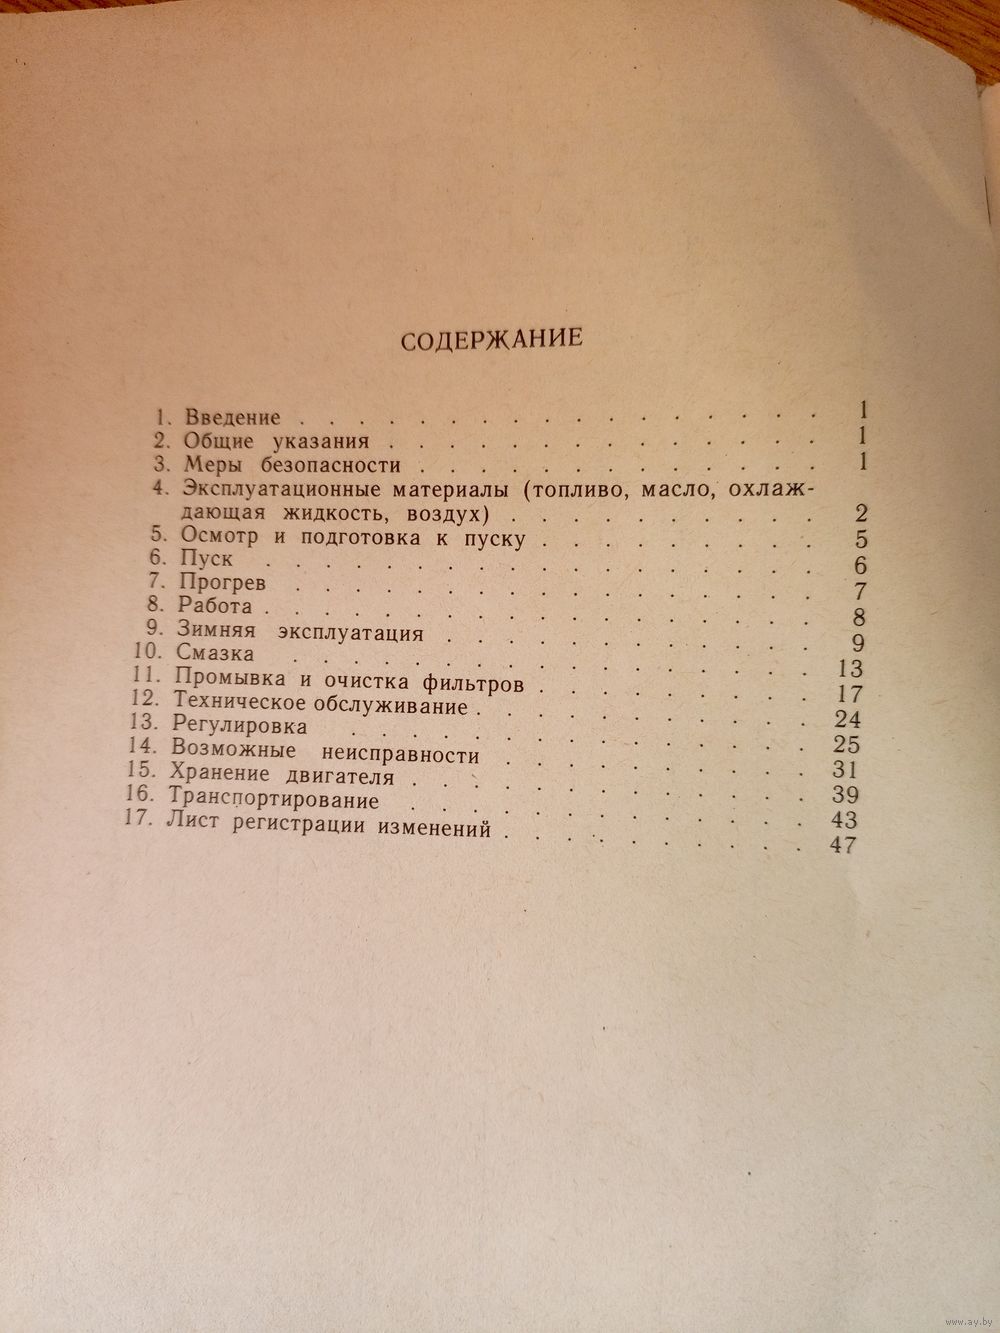 СОДЕРЖАНИЕ
1. Введение . . . . . . . . . . . . . . . . . 1
2. Общие указания . . . . . . . . . . . . . . 1
3. Меры безопасности . . . . . . . . . . . . . 1
4. Эксплуатационные материалы (топливо, масло, охлаж-
дающая жидкость, воздух) . . . . . . . . . . 2
5. Осмотр и подготовка к пуску . . . . . . . . . 5
6. Пуск . . . . . . . . . . . . . . . . . 6
7. Прогрев . . . . . . . . . . . . . . . . 7
8. Работа . . . . . . . . . . . . . . . . . 8
9. Зимняя эксплуатация . . . . . . . . . . . . 9
10. Смазка . . . . . . . . . . . . . . . . 13
11. Промывка и очистка фильтров . . . . . . . . . 17
12. Техническое обслуживание . . . . . . . . . . . 24
13. Регулировка . . . . . . . . . . . . . . 25
14. Возможные неисправности . . . . . . . . . . 31
15. Хранение двигателя . . . . . . . . . . . . . 39
16. Транспортирование . . . . . . . . . . . . . 43
17. Лист регистрации изменений . . . . . . . . . . 47
www.ay.by